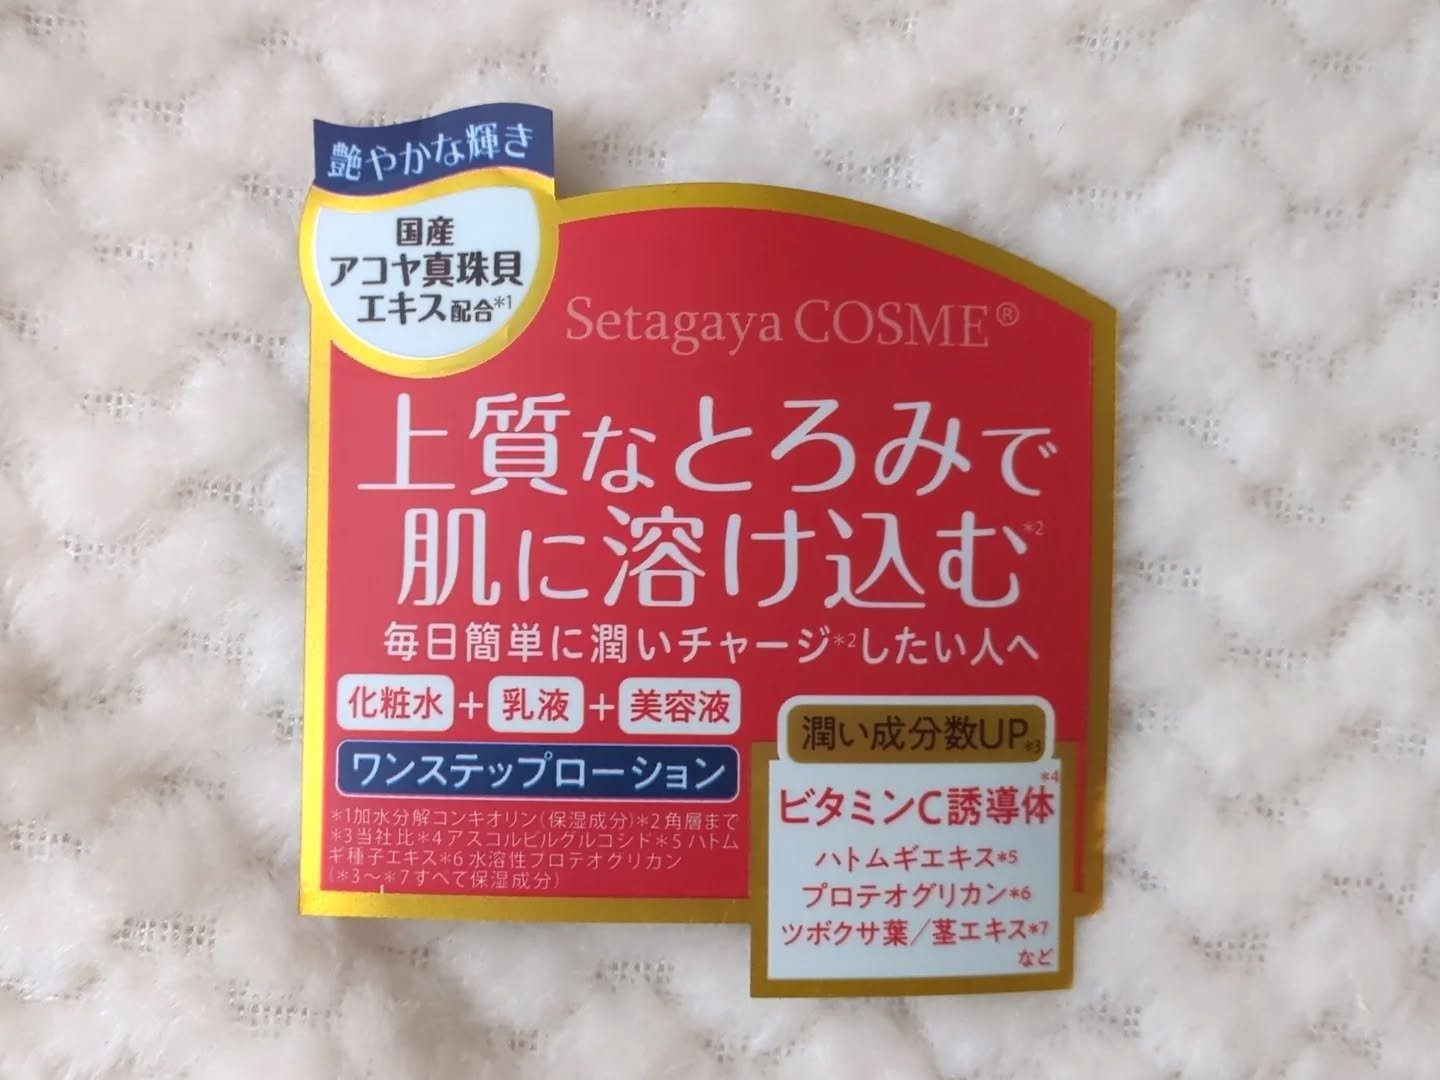 艶やかな輝き
国産
アコヤ真珠貝
エキス配合*1
Setagaya COSME®
上質なとろみで
肌に溶け込む*2
毎日簡単に潤いチャージ*2したい人へ
化粧水+乳液+美容液
ワンステップローション
*1加水分解コンキオリン(保湿成分)*2角層まで
*3当社比*4アスコルビルグルコシド*5ハトム
ギ種子エキス*6水溶性プロテオグリカン
(*3〜*7すべて保湿成分)
潤い成分数UP*3
ビタミンC誘導体*4
ハトムギエキス*5
プロテオグリカン*6
ツボクサ葉/茎エキス*7
など